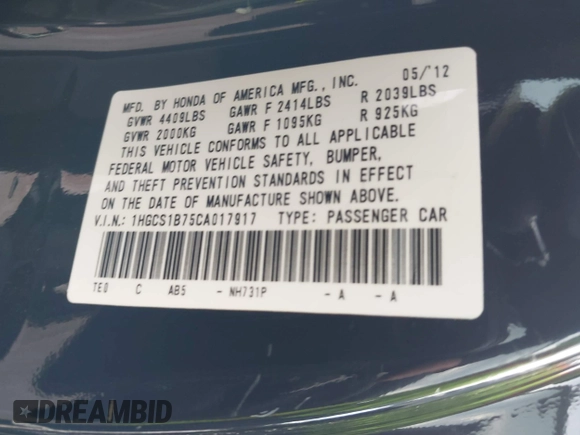 MFD. BY HONDA OF AMERICA MFG., INC. 05/'12
GVWR 4409LBS GAWR F 2414LBS R 2039LBS
GVWR 2000KG GAWR F 1095KG R 925KG
THIS VEHICLE CONFORMS TO ALL APPLICABLE
FEDERAL MOTOR VEHICLE SAFETY, BUMPER,
AND THEFT PREVENTION STANDARDS IN EFFECT
ON THE DATE OF MANUFACTURE SHOWN ABOVE.
V.I.N.: 1HGCS1B75CA017917 TYPE: PASSENGER CAR
TE0 C AB5 - NH731P - A - A
DREAMBID